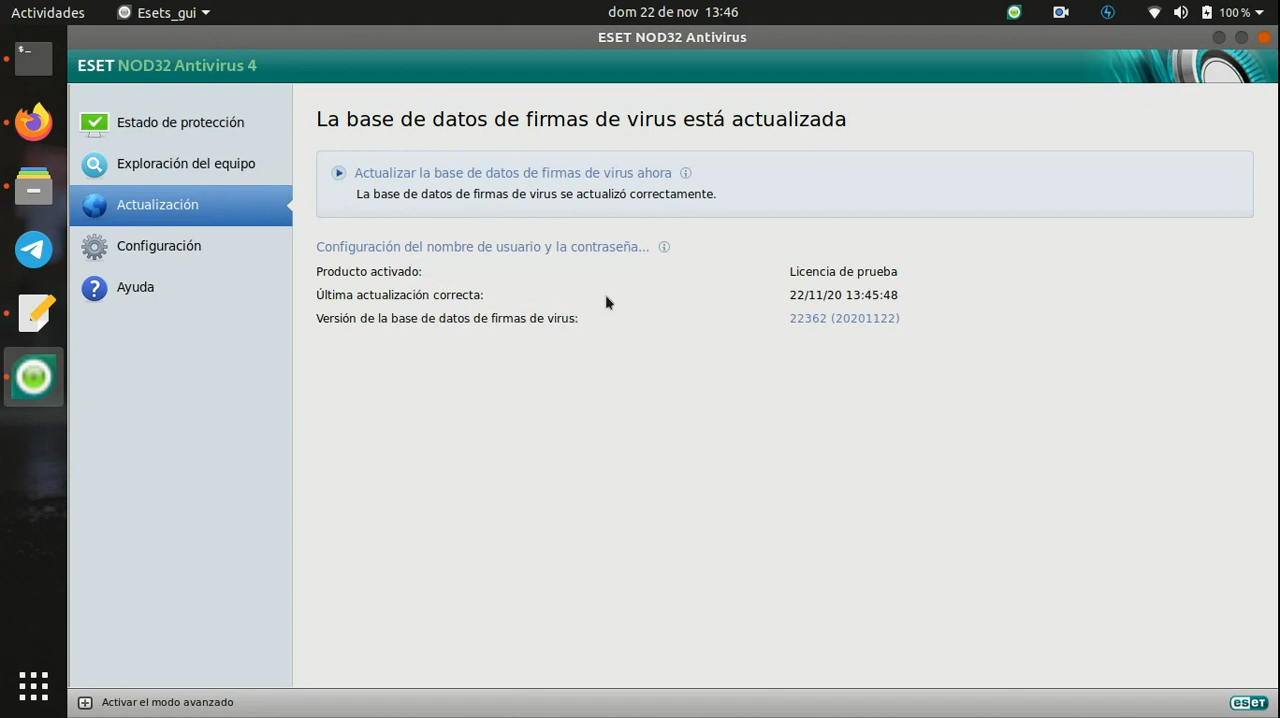 Actividades
Esets_gui
dom 22 de nov 13:46
100 %
ESET NOD32 Antivirus
ESET NOD32 Antivirus 4
Estado de protección
Exploración del equipo
Actualización
Configuración
Ayuda
La base de datos de firmas de virus está actualizada
Actualizar la base de datos de firmas de virus ahora
La base de datos de firmas de virus se actualizó correctamente.
Configuración del nombre de usuario y la contraseña...
Producto activado: Licencia de prueba
Última actualización correcta: 22/11/20 13:45:48
Versión de la base de datos de firmas de virus: 22362 (20201122)
Activar el modo avanzado
eset